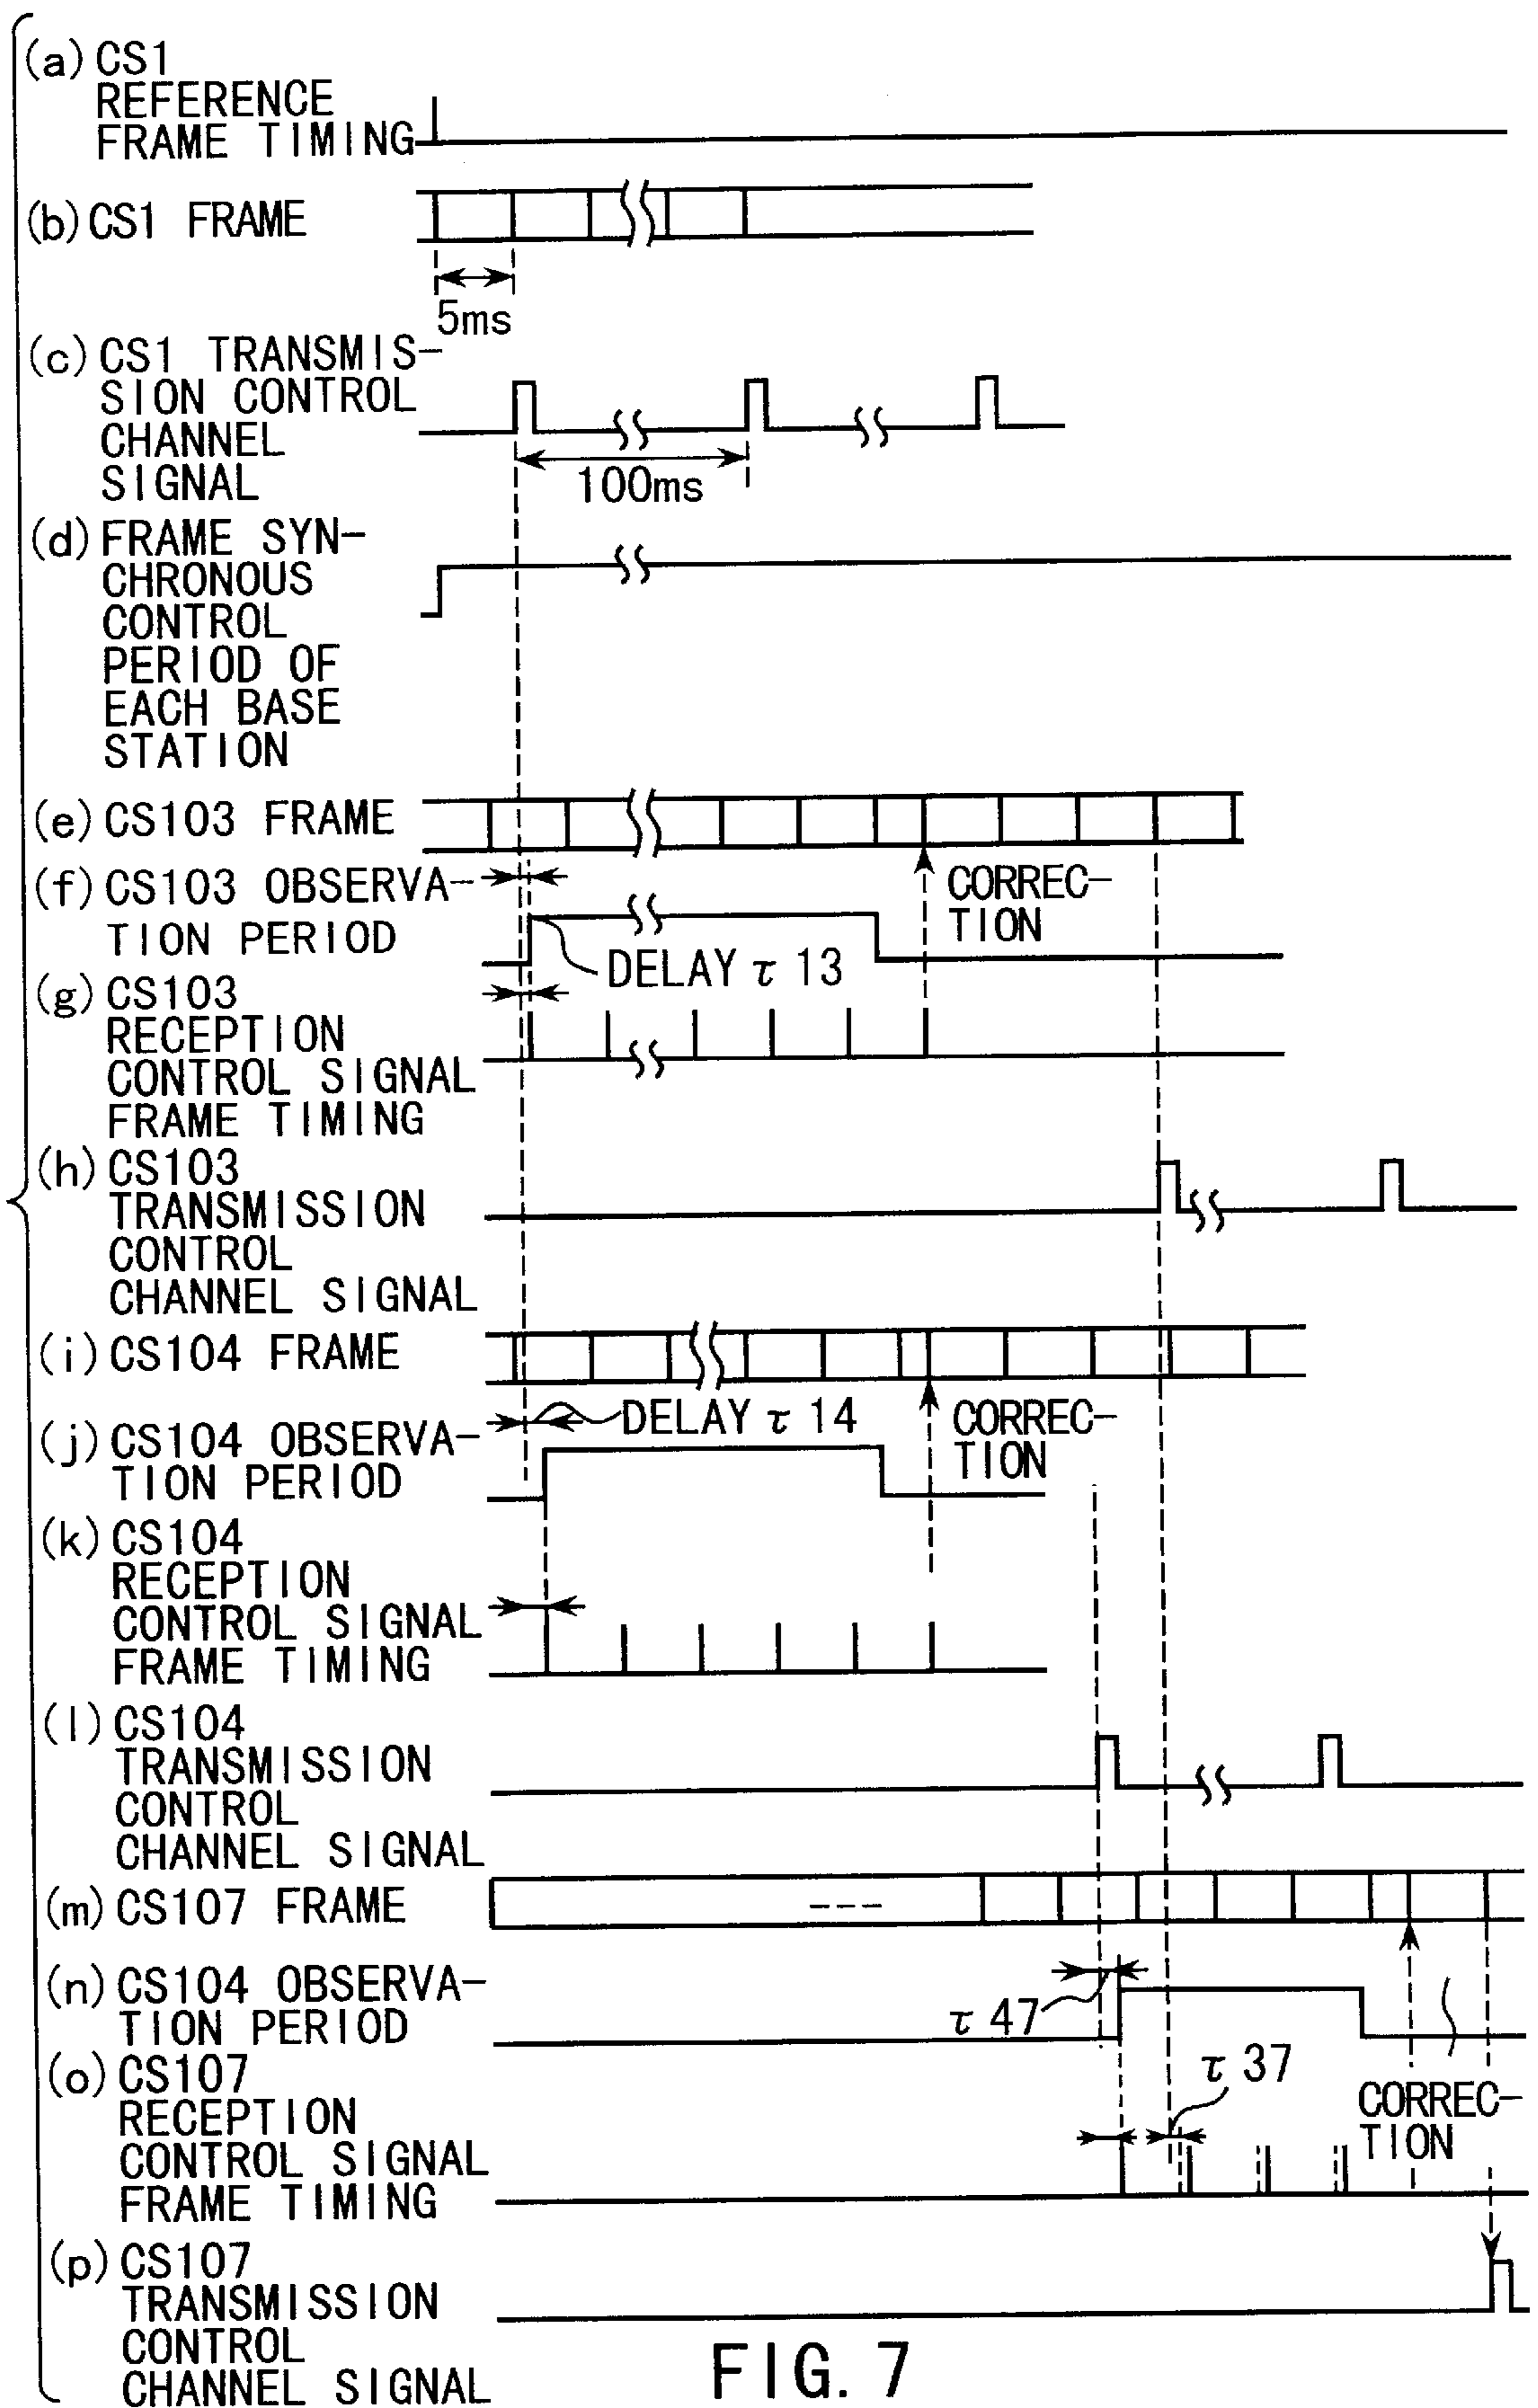 (a) CS1
REFERENCE
FRAME TIMING
(b) CS1 FRAME
5ms
(c) CS1 TRANSMIS-
SION CONTROL
CHANNEL
SIGNAL
100ms
(d) FRAME SYN-
CHRONOUS
CONTROL
PERIOD OF
EACH BASE
STATION
(e) CS103 FRAME
CORREC-
TION
(f) CS103 OBSERVA-
TION PERIOD
DELAY τ 13
(g) CS103
RECEPTION
CONTROL SIGNAL
FRAME TIMING
(h) CS103
TRANSMISSION
CONTROL
CHANNEL SIGNAL
(i) CS104 FRAME
DELAY τ 14
CORREC-
TION
(j) CS104 OBSERVA-
TION PERIOD
(k) CS104
RECEPTION
CONTROL SIGNAL
FRAME TIMING
(l) CS104
TRANSMISSION
CONTROL
CHANNEL SIGNAL
(m) CS107 FRAME
(n) CS104 OBSERVA-
TION PERIOD
τ 47
(o) CS107
RECEPTION
CONTROL SIGNAL
FRAME TIMING
τ 37
CORREC-
TION
(p) CS107
TRANSMISSION
CONTROL
CHANNEL SIGNAL
FIG. 7